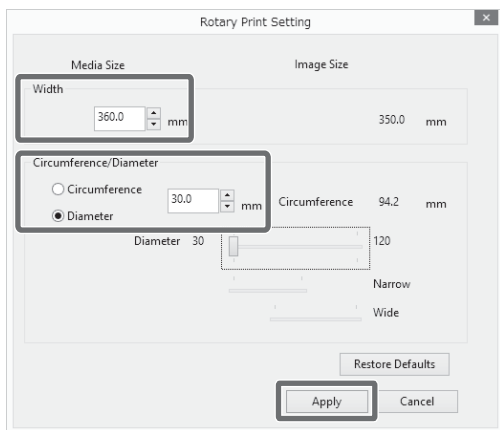 Rotary Print Setting
Media Size Image Size
Width
360.0 mm 350.0 mm
Circumference/Diameter
Circumference
30.0 mm Circumference 94.2 mm
Diameter
Diameter 30 120
Narrow
Wide
Restore Defaults
Apply Cancel